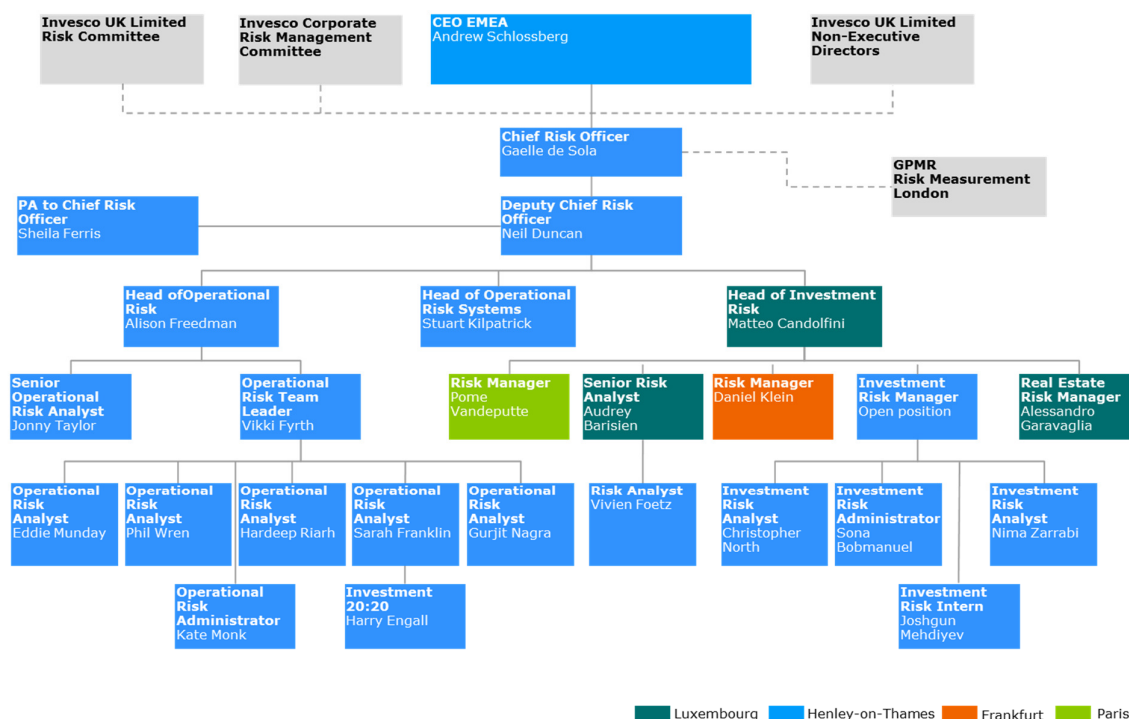 Invesco UK Limited
Risk Committee
Invesco Corporate
Risk Management
Committee
CEO EMEA
Andrew Schlossberg
Invesco UK Limited
Non-Executive
Directors
Chief Risk Officer
Gaelle de Sola
GPMR
Risk Measurement
London
PA to Chief Risk
Officer
Sheila Ferris
Deputy Chief Risk
Officer
Neil Duncan
Head ofOperational
Risk
Alison Freedman
Head of Operational
Risk Systems
Stuart Kilpatrick
Head of Investment
Risk
Matteo Candolfini
Senior
Operational
Risk Analyst
Jonny Taylor
Operational
Risk Team
Leader
Vikki Fyrth
Risk Manager
Pome
Vandeputte
Senior Risk
Analyst
Audrey
Barisien
Risk Manager
Daniel Klein
Investment
Risk Manager
Open position
Real Estate
Risk Manager
Alessandro
Garavaglia
Operational
Risk
Analyst
Eddie Munday
Operational
Risk
Analyst
Phil Wren
Operational
Risk
Analyst
Hardeep Riarh
Operational
Risk
Analyst
Sarah Franklin
Operational
Risk
Analyst
Gurjit Nagra
Risk Analyst
Vivien Foetz
Investment
Risk
Analyst
Christopher
North
Investment
Risk
Administrator
Sona
Bobmanuel
Investment
Risk
Analyst
Nima Zarrabi
Operational
Risk
Administrator
Kate Monk
Investment
20:20
Harry Engall
Investment
Risk Intern
Joshgun
Mehdiyev
Luxembourg
Henley-on-Thames
Frankfurt
Paris